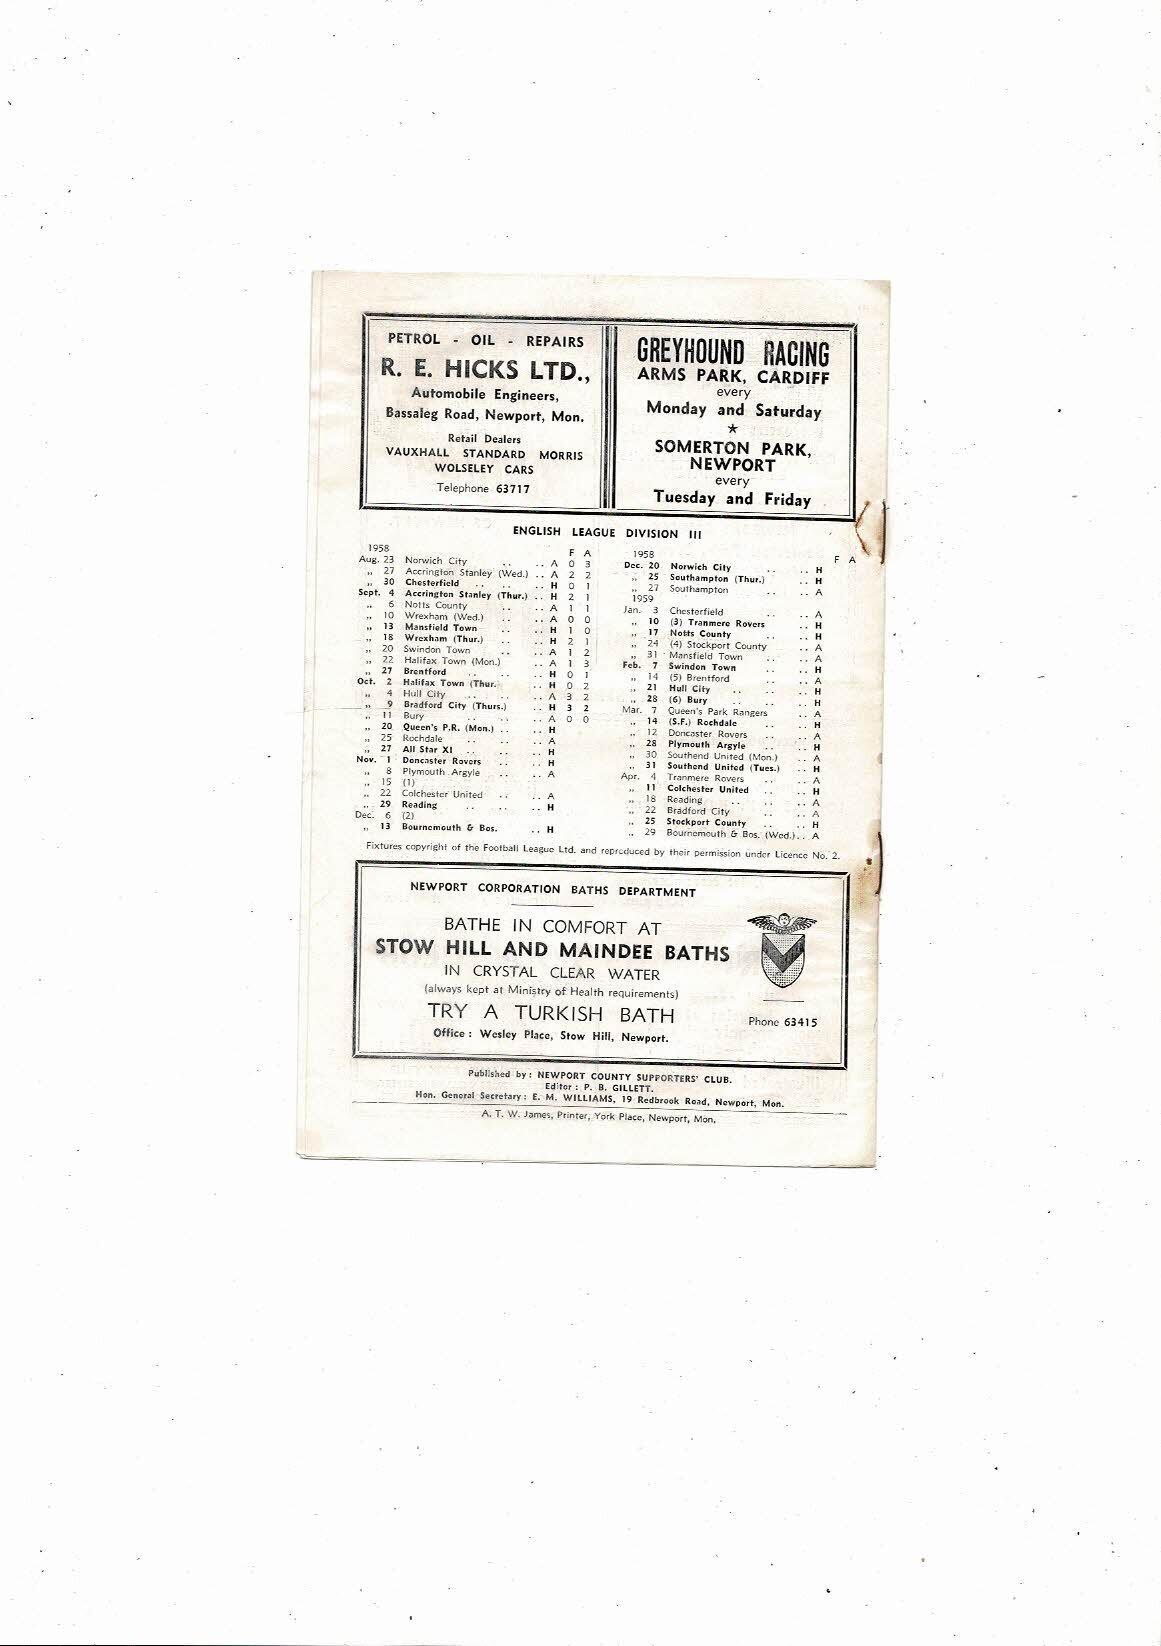 PETROL - OIL - REPAIRS
R. E. HICKS LTD.,
Automobile Engineers,
Bassaleg Road, Newport, Mon.
Retail Dealers
VAUXHALL STANDARD MORRIS
WOLSELEY CARS
Telephone 63717
GREYHOUND RACING
ARMS PARK, CARDIFF
every
Monday and Saturday
★
SOMERTON PARK,
NEWPORT
every
Tuesday and Friday
ENGLISH LEAGUE DIVISION III
1958 F A
Aug. 23 Norwich City .. .. A 0 3
„ 27 Accrington Stanley (Wed.) .. A 2 2
„ 30 Chesterfield .. .. .. H 0 1
Sept. 4 Accrington Stanley (Thur.) .. H 2 1
„ 6 Notts County .. .. A 1 1
„ 10 Wrexham (Wed.) .. .. A 0 0
„ 13 Mansfield Town .. .. H 1 0
„ 18 Wrexham (Thur.) .. .. H 2 1
„ 20 Swindon Town .. .. A 1 2
„ 22 Halifax Town (Mon.) .. A 1 3
„ 27 Brentford .. .. .. H 0 1
Oct. 2 Halifax Town (Thur. .. H 0 2
„ 4 Hull City .. .. .. A 3 2
„ 9 Bradford City (Thurs.) .. H 3 2
„ 11 Bury .. .. .. A 0 0
„ 20 Queen's P.R. (Mon.) .. .. H
„ 25 Rochdale .. .. .. A
„ 27 All Star XI .. .. .. H
Nov. 1 Doncaster Rovers .. .. H
„ 8 Plymouth Argyle .. .. A
„ 15 (1)
„ 22 Colchester United .. .. A
„ 29 Reading .. .. .. H
Dec. 6 (2)
„ 13 Bournemouth & Bos. .. H
1958 F A
Dec. 20 Norwich City .. .. H
„ 25 Southampton (Thur.) .. H
„ 27 Southampton .. .. A
1959
Jan. 3 Chesterfield .. .. A
„ 10 (3) Tranmere Rovers .. H
„ 17 Notts County .. .. H
„ 24 (4) Stockport County .. A
„ 31 Mansfield Town .. .. A
Feb. 7 Swindon Town .. .. H
„ 14 (5) Brentford .. .. A
„ 21 Hull City .. .. .. H
„ 28 (6) Bury .. .. .. H
Mar. 7 Queen's Park Rangers .. A
„ 14 (S.F.) Rochdale .. .. H
„ 12 Doncaster Rovers .. .. A
„ 28 Plymouth Argyle .. .. H
„ 30 Southend United (Mon.) .. A
„ 31 Southend United (Tues.) .. H
Apr. 4 Tranmere Rovers .. .. A
„ 11 Colchester United .. .. H
„ 18 Reading .. .. .. A
„ 22 Bradford City .. .. A
„ 25 Stockport County .. .. H
„ 29 Bournemouth & Bos. (Wed.).. A
Fixtures copyright of the Football League Ltd. and reproduced by their permission under Licence No. 2.
NEWPORT CORPORATION BATHS DEPARTMENT
BATHE IN COMFORT AT
STOW HILL AND MAINDEE BATHS
IN CRYSTAL CLEAR WATER
(always kept at Ministry of Health requirements)
TRY A TURKISH BATH
Office : Wesley Place, Stow Hill, Newport.
Phone 63415
Published by : NEWPORT COUNTY SUPPORTERS' CLUB.
Editor : P. B. GILLETT.
Hon. General Secretary : E. M. WILLIAMS, 19 Redbrook Road, Newport, Mon.
A. T. W. James, Printer, York Place, Newport, Mon.